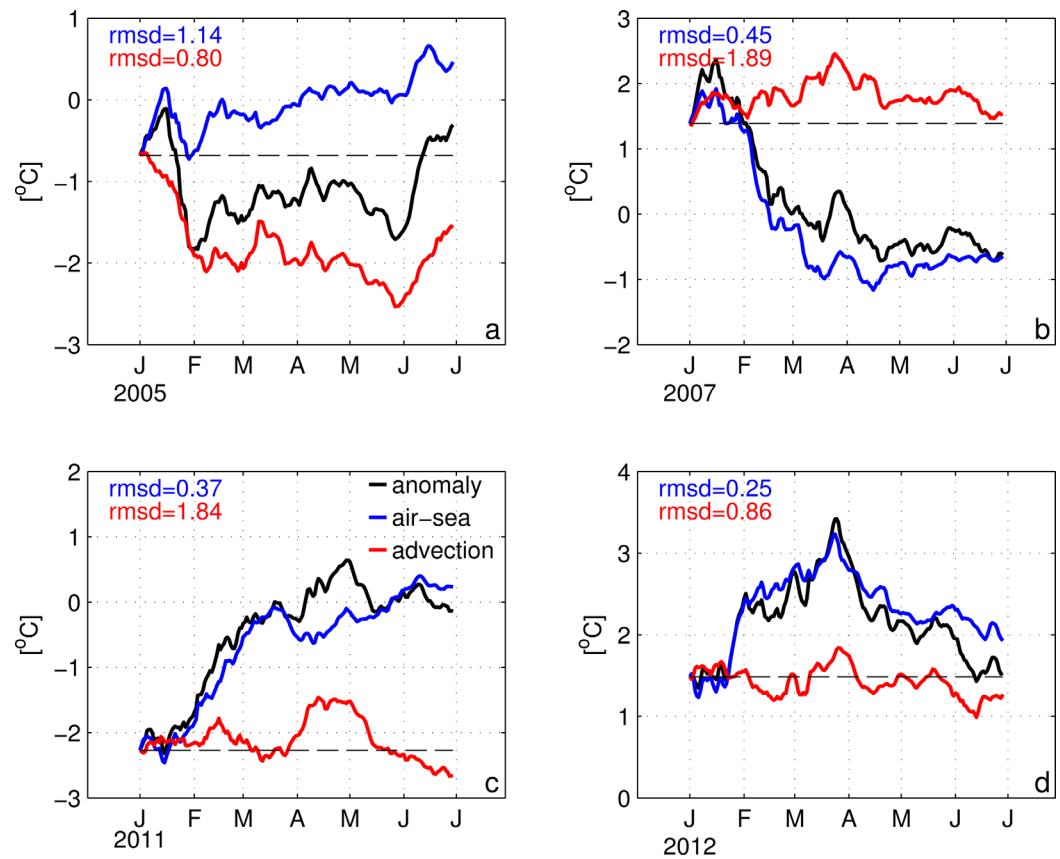 rmsd=1.14
rmsd=0.80
[°C]
0
−1
−2
−3
J F M A M J J
2005
a
rmsd=0.45
rmsd=1.89
[°C]
3
2
1
0
−1
−2
J F M A M J J
2007
b
rmsd=0.37
rmsd=1.84
anomaly
air−sea
advection
[°C]
2
1
0
−1
−2
−3
J F M A M J J
2011
c
rmsd=0.25
rmsd=0.86
[°C]
4
3
2
1
0
J F M A M J J
2012
d
1